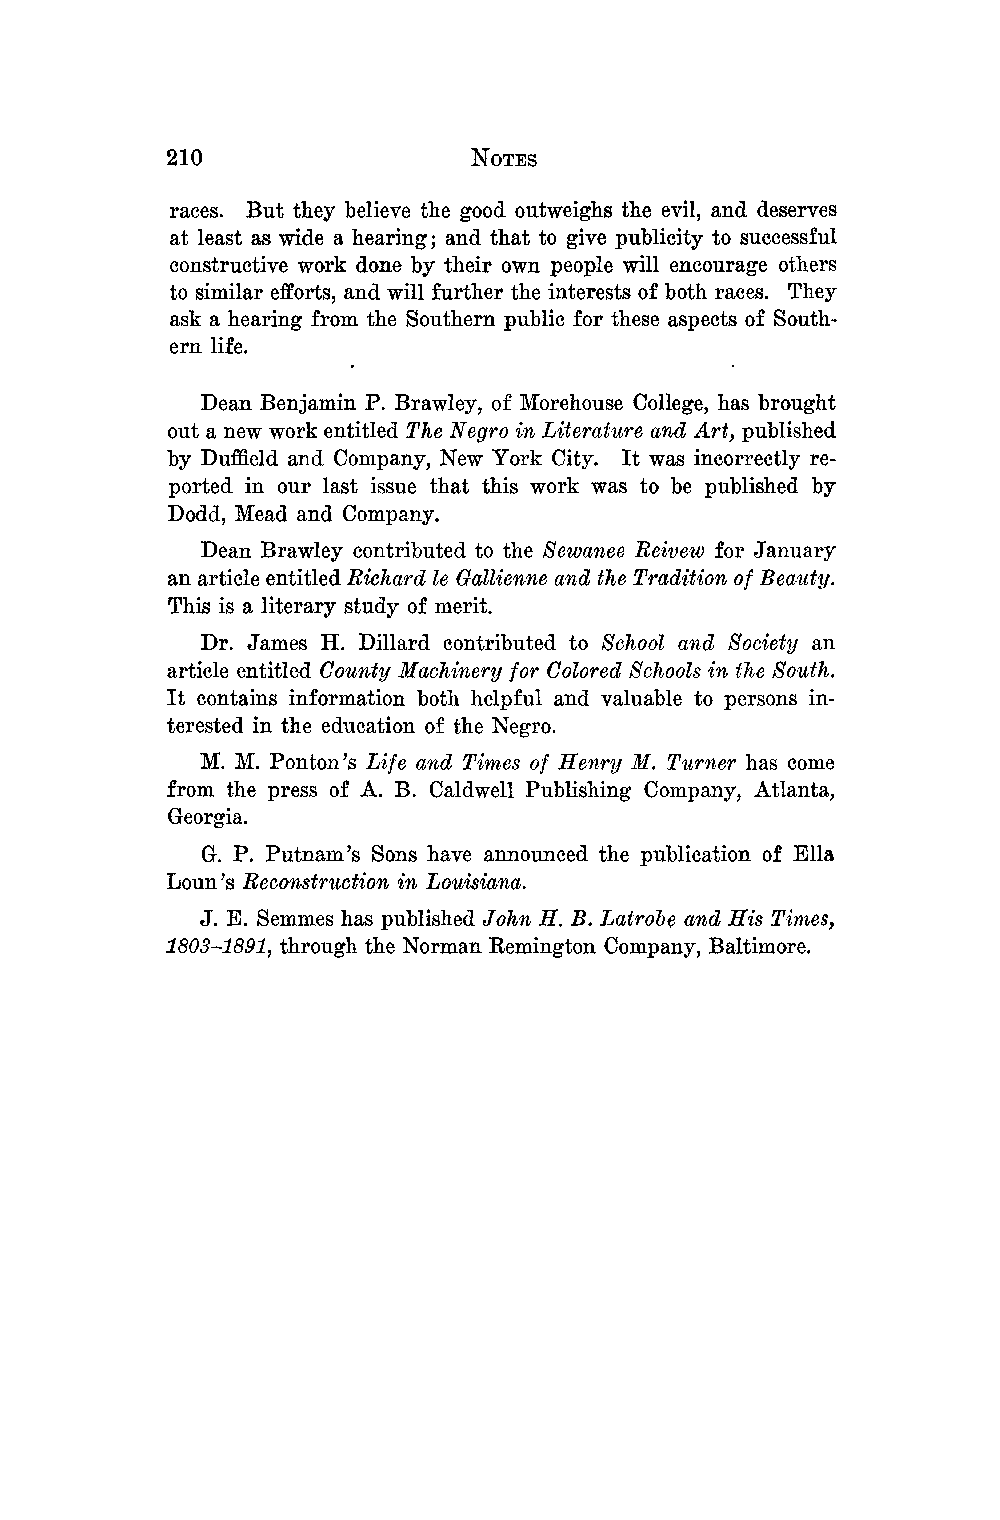 210 NOTES
races. But they believe the good outweighs the evil, and deserves
at least as wide a hearing; and that to give publicity to successful
constructive work done by their own people will encourage others
to similar efforts, and will further the interests of both races. They
ask a hearing from the Southern public for these aspects of South-
ern life.
Dean Benjamin P. Brawley, of Morehouse College, has brought
out a new work entitled The Negro in Literature and Art, published
by Duffield and Company, New York City. It was incorrectly re-
ported in our last issue that this work was to be published by
Dodd, Mead and Company.
Dean Brawley contributed to the Sewanee Reivew for January
an article entitled Richard le Gallienne and the Tradition of Beauty.
This is a literary study of merit.
Dr. James H. Dillard contributed to School and Society an
article entitled County Machinery for Colored Schools in the South.
It contains information both helpful and valuable to persons in-
terested in the education of the Negro.
M. M. Ponton's Life and Times of Henry M. Turner has come
from the press of A. B. Caldwell Publishing Company, Atlanta,
Georgia.
G. P. Putnam's Sons have announced the publication of Ella
Loun's Reconstruction in Louisiana.
J. E. Semmes has published John H. B. Latrobe and His Times,
1803–1891, through the Norman Remington Company, Baltimore.